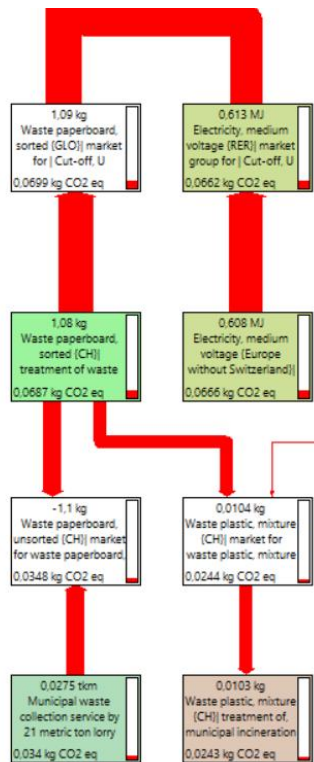 1,09 kg
Waste paperboard,
sorted {GLO}| market
for | Cut-off, U
0,0699 kg CO2 eq
0,613 MJ
Electricity, medium
voltage {RER}| market
group for | Cut-off, U
0,0662 kg CO2 eq
1,08 kg
Waste paperboard,
sorted {CH}|
treatment of waste
0,0687 kg CO2 eq
0,608 MJ
Electricity, medium
voltage {Europe
without Switzerland}|
0,0666 kg CO2 eq
-1,1 kg
Waste paperboard,
unsorted {CH}| market
for waste paperboard,
0,0348 kg CO2 eq
0,0104 kg
Waste plastic, mixture
{CH}| market for
waste plastic, mixture
0,0244 kg CO2 eq
0,0275 tkm
Municipal waste
collection service by
21 metric ton lorry
0,034 kg CO2 eq
0,0103 kg
Waste plastic, mixture
{CH}| treatment of,
municipal incineration
0,0243 kg CO2 eq